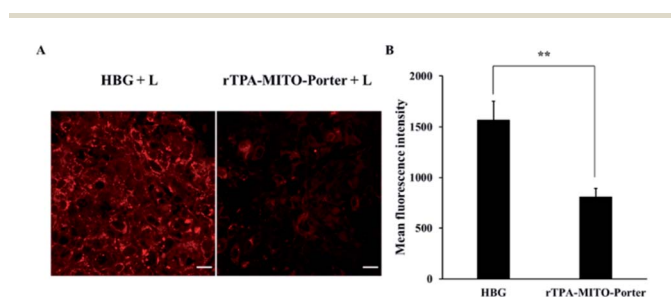 A
HBG + L
rTPA-MITO-Porter + L
B
**
Mean fluorescence intensity
2000
1500
1000
500
0
HBG
rTPA-MITO-Porter